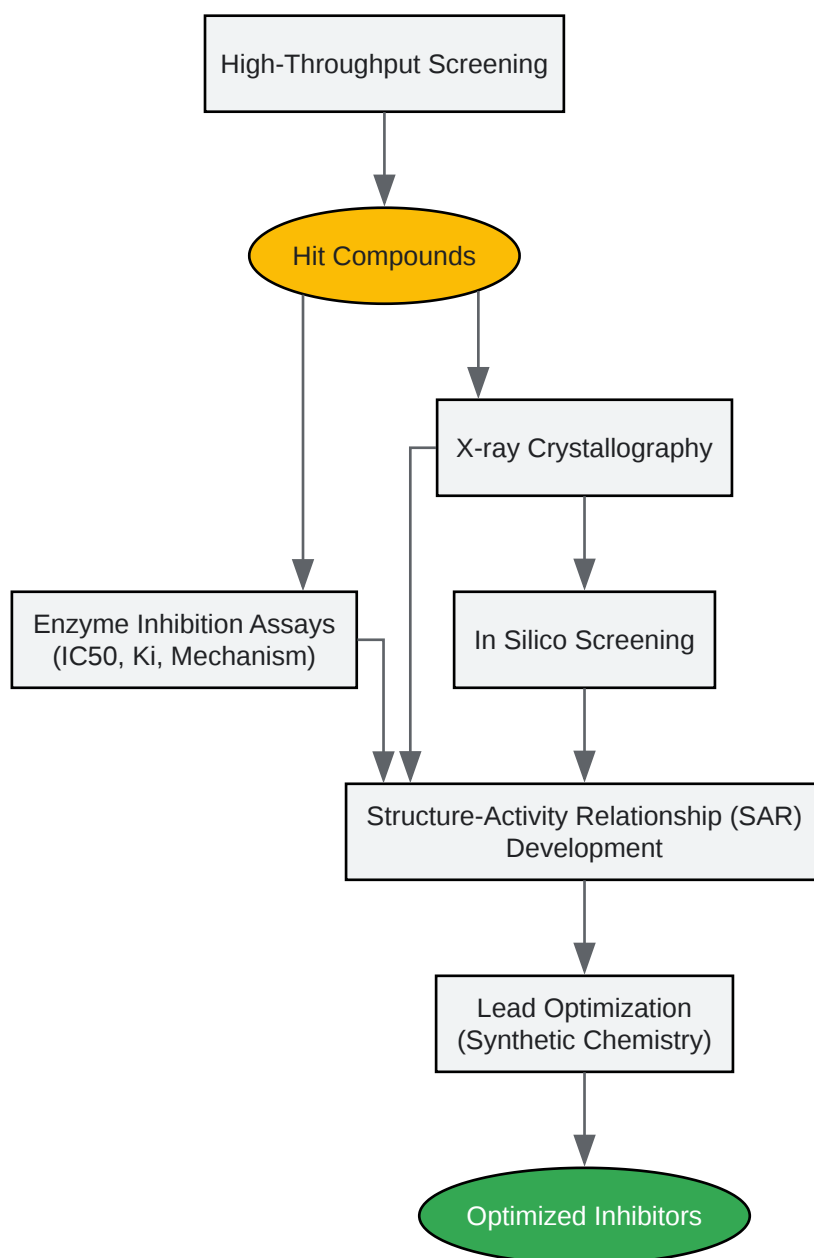 High-Throughput Screening
Hit Compounds
X-ray Crystallography
Enzyme Inhibition Assays
(IC50, Ki, Mechanism)
In Silico Screening
Structure-Activity Relationship (SAR)
Development
Lead Optimization
(Synthetic Chemistry)
Optimized Inhibitors